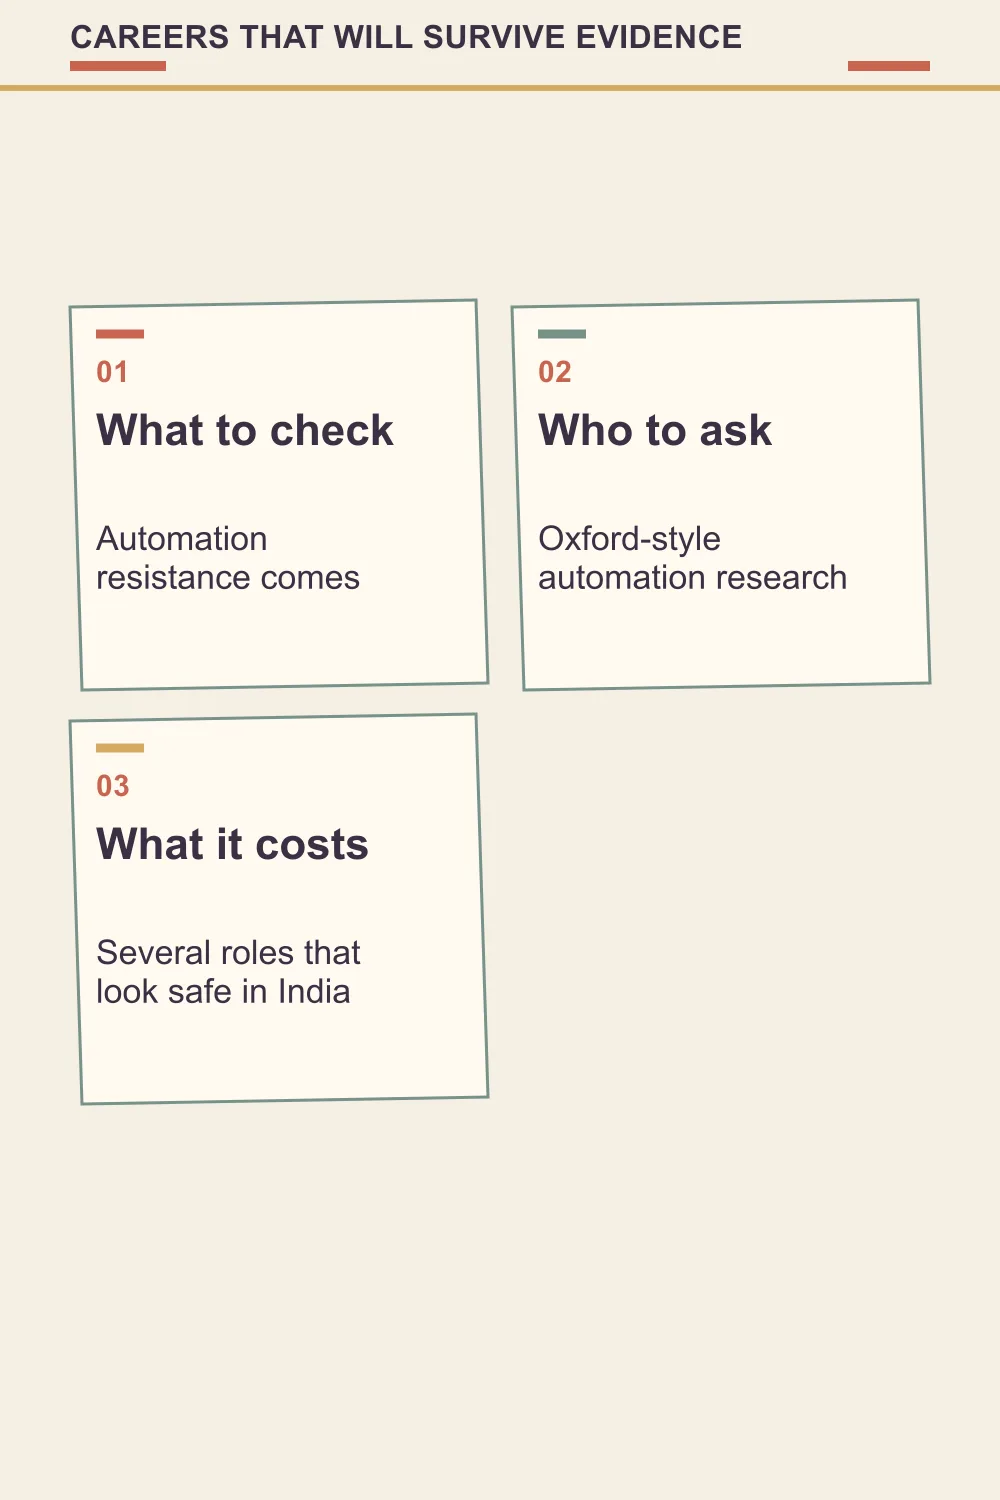 CAREERS THAT WILL SURVIVE EVIDENCE
01
What to check
Automation
resistance comes
02
Who to ask
Oxford-style
automation research
03
What it costs
Several roles that
look safe in India